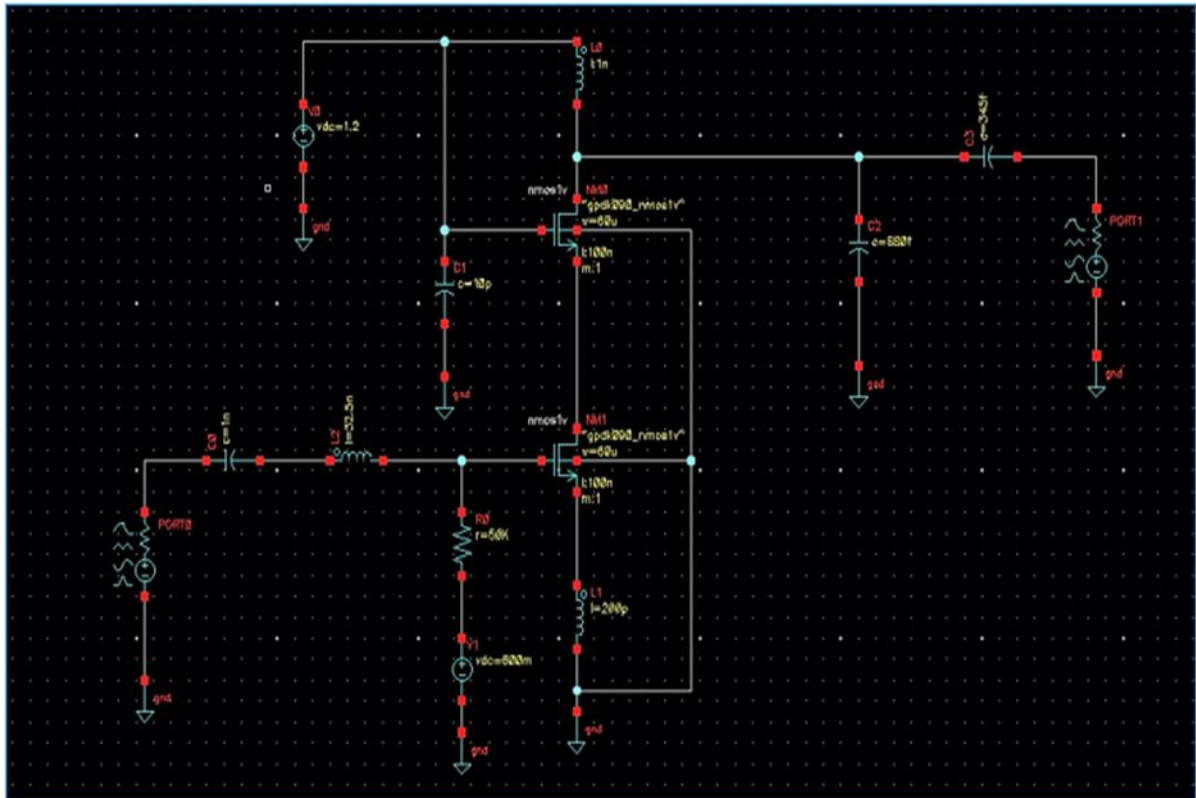 L0
l:1n
V0
vdc=1.2
gnd
nmos1v
NM0
"gpdk090_nmos1v"
w=60u
l:100n
m:1
C1
c=10p
gnd
C3
c=345f
C2
gnd
PORT1
gnd
C0
c=1n
L2
l=32.5n
nmos1v
NM1
"gpdk090_nmos1v"
w=60u
l:100n
m:1
PORT0
gnd
R0
r=50K
V1
vdc=600m
gnd
L1
l=200p
gnd